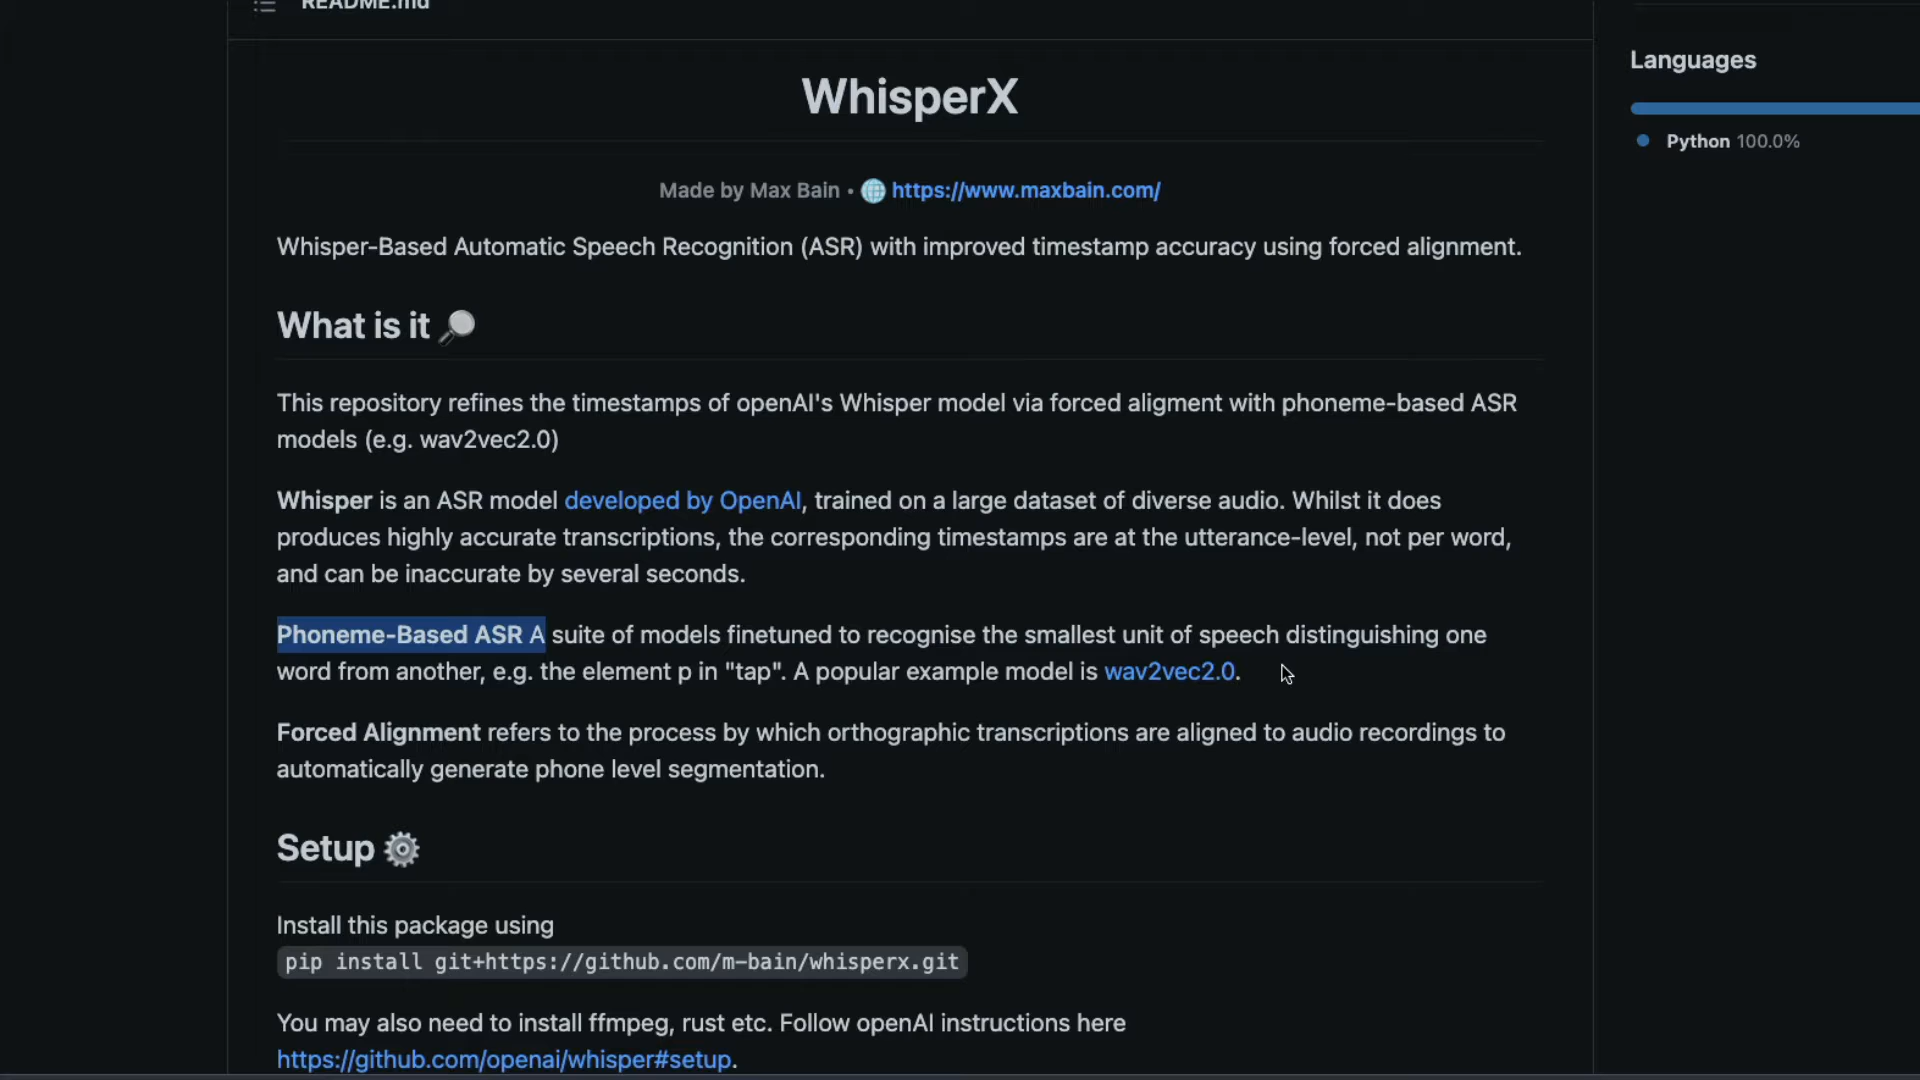 README.md
WhisperX
Made by Max Bain • https://www.maxbain.com/
Whisper-Based Automatic Speech Recognition (ASR) with improved timestamp accuracy using forced alignment.
What is it
This repository refines the timestamps of openAI's Whisper model via forced aligment with phoneme-based ASR
models (e.g. wav2vec2.0)
Whisper is an ASR model developed by OpenAI, trained on a large dataset of diverse audio. Whilst it does
produces highly accurate transcriptions, the corresponding timestamps are at the utterance-level, not per word,
and can be inaccurate by several seconds.
Phoneme-Based ASR A suite of models finetuned to recognise the smallest unit of speech distinguishing one
word from another, e.g. the element p in "tap". A popular example model is wav2vec2.0.
Forced Alignment refers to the process by which orthographic transcriptions are aligned to audio recordings to
automatically generate phone level segmentation.
Setup
Install this package using
pip install git+https://github.com/m-bain/whisperx.git
You may also need to install ffmpeg, rust etc. Follow openAI instructions here
https://github.com/openai/whisper#setup.
Languages
Python 100.0%